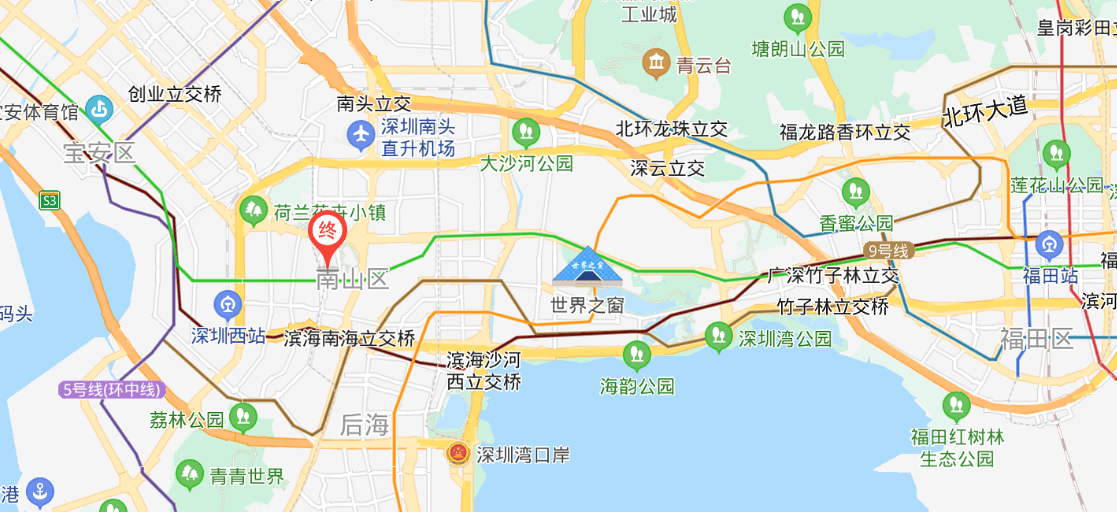 工业城
塘朗山公园
皇岗彩田立
青云台
创业立交桥
南头立交
宝安体育馆
深圳南头
直升机场
北环龙珠立交
福龙路香环立交
北环大道
宝安区
大沙河公园
深云立交
莲花山公园
S3
荷兰花卉小镇
香蜜公园
终
9号线
南山区
世界之窗
世界之窗
广深竹子林立交
福田站
码头
深圳西站
滨海南海立交桥
竹子林立交桥
滨河
深圳湾公园
福田区
滨海沙河
西立交桥
5号线(环中线)
海韵公园
荔林公园
后海
福田红树林
生态公园
深圳湾口岸
青青世界
港